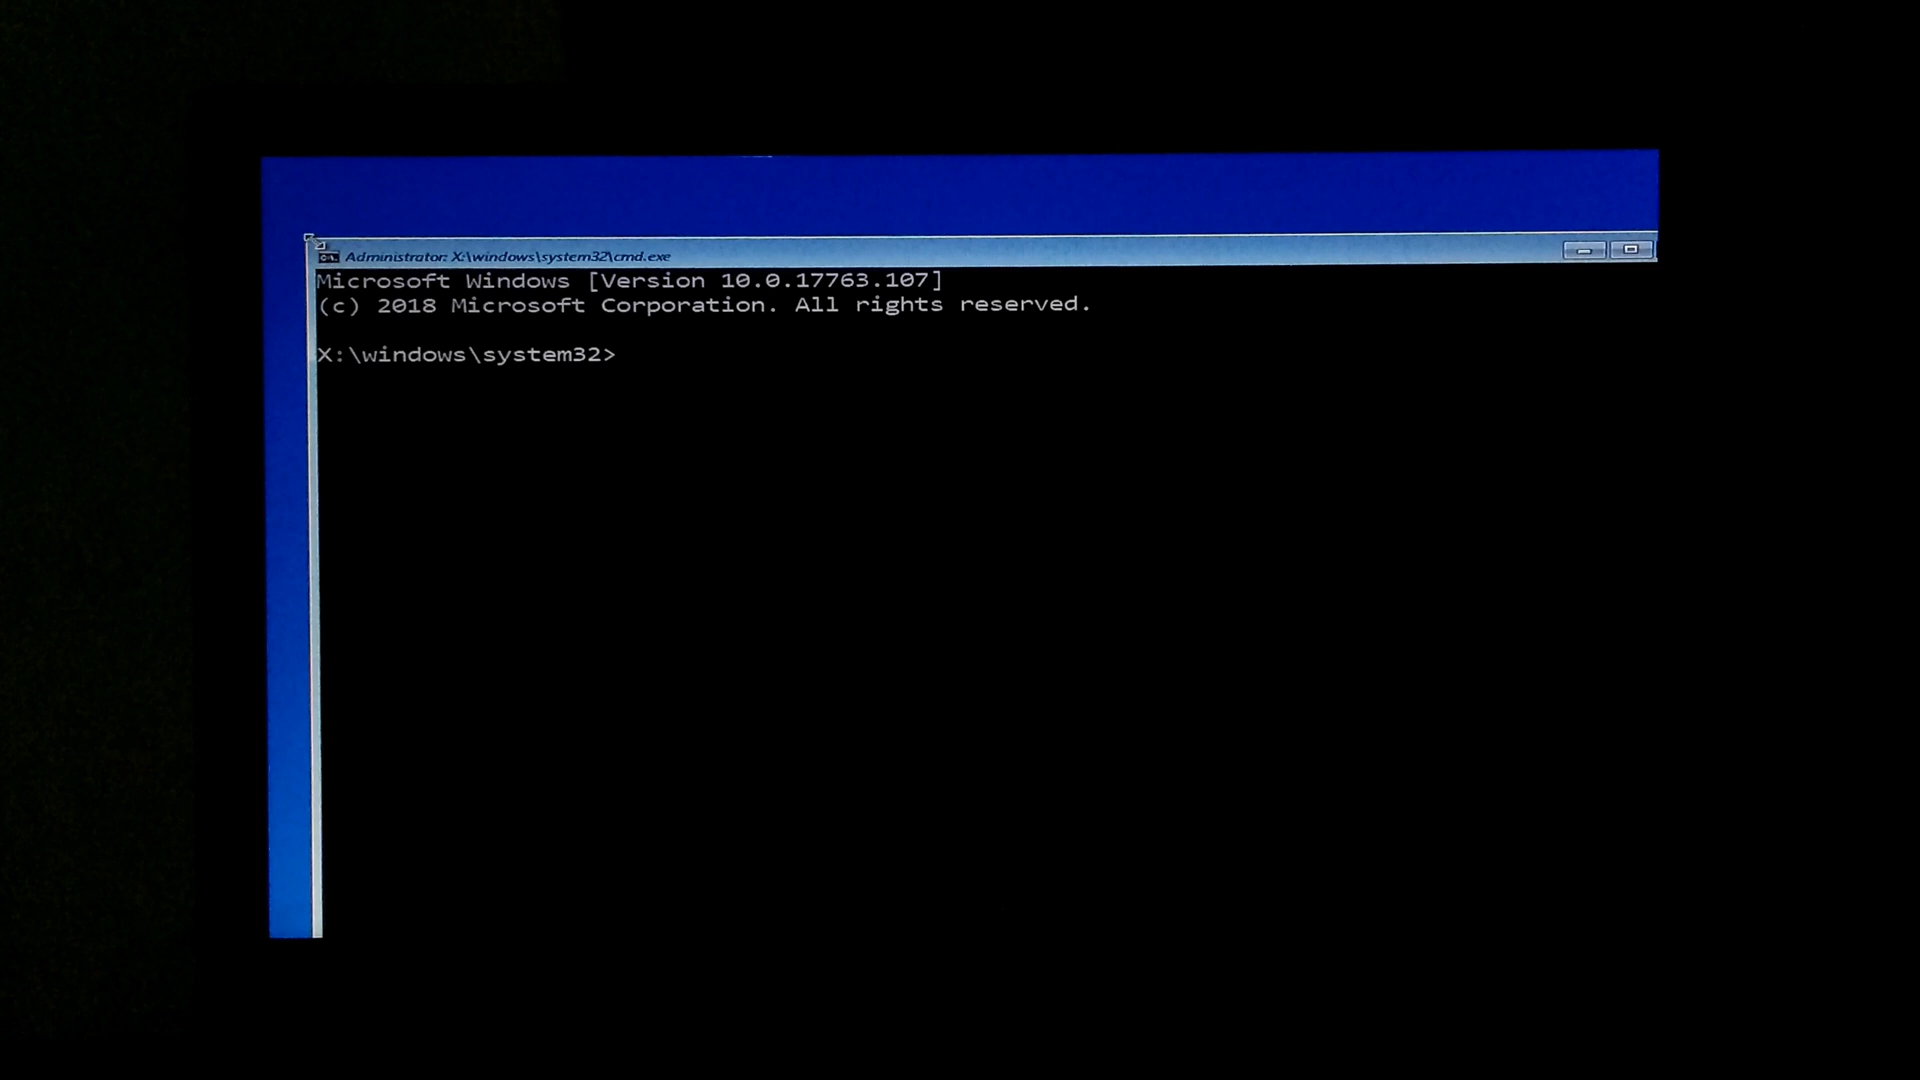 Administrator: X:\windows\system32\cmd.exe
Microsoft Windows [Version 10.0.17763.107]
(c) 2018 Microsoft Corporation. All rights reserved.
X:\windows\system32>